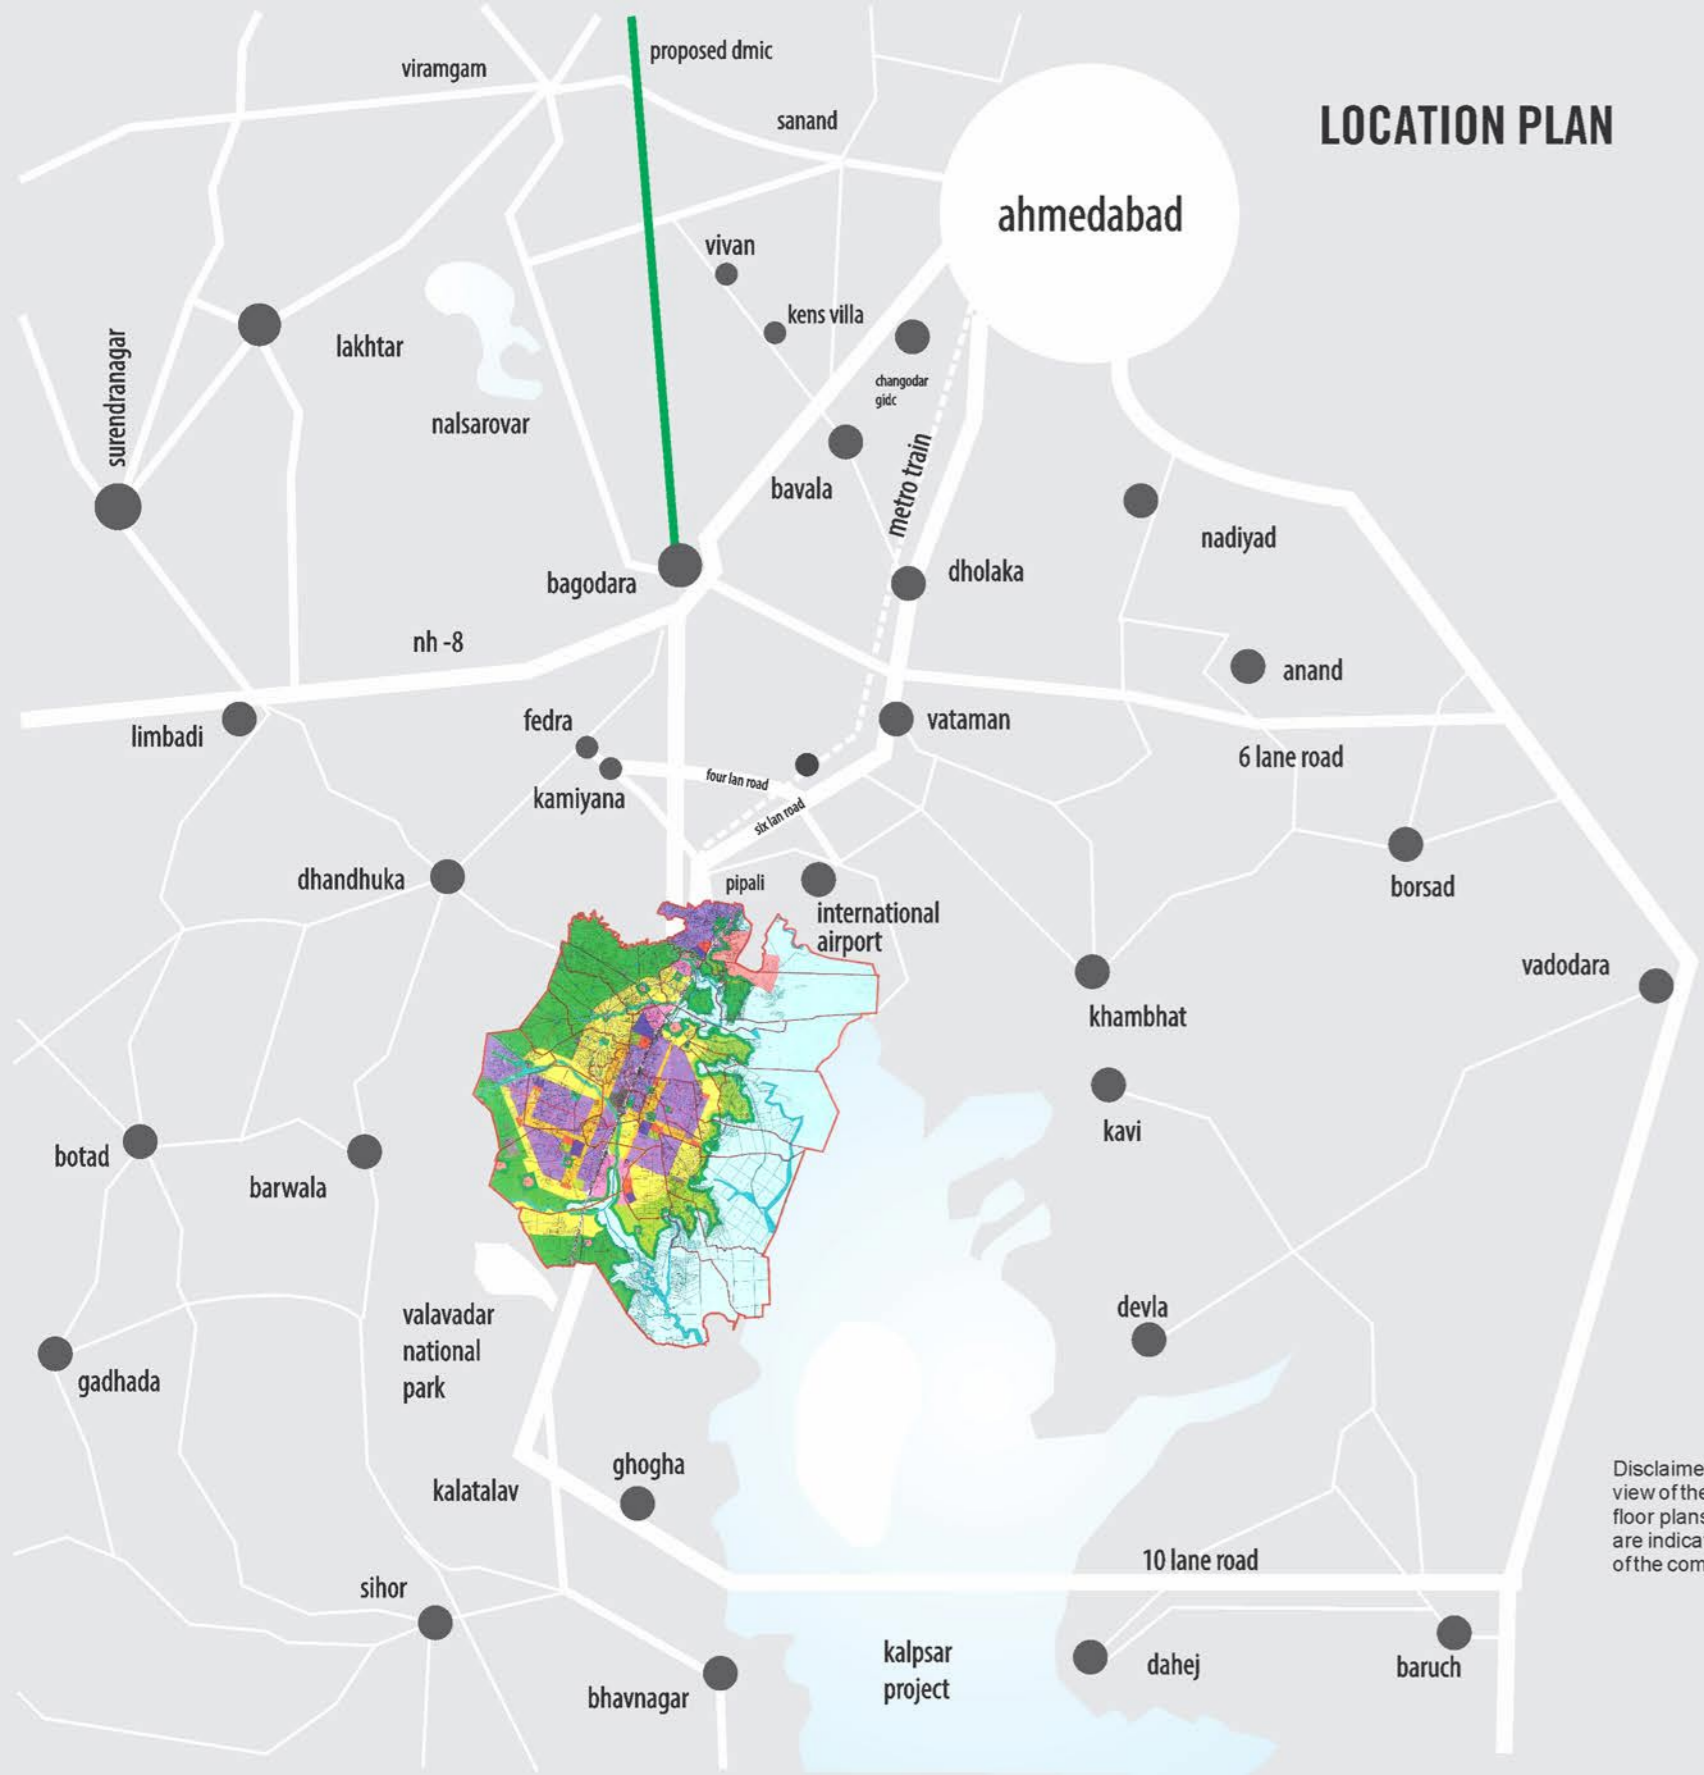 proposed dmic
viramgam
sanand
LOCATION PLAN
ahmedabad
vivan
kens villa
surendranagar
lakhtar
changodar
gidc
nalsarovar
metro train
bavala
nadiyad
dholaka
bagodara
nh -8
anand
fedra
vataman
limbadi
6 lane road
four lan road
kamiyana
six lan road
dhandhuka
pipali
borsad
international
airport
vadodara
khambhat
kavi
botad
barwala
devla
valavadar
national
park
gadhada
ghogha
kalatalav
Disclaime
view of the
floor plans
are indica
of the com
10 lane road
sihor
kalpsar
project
dahej
baruch
bhavnagar